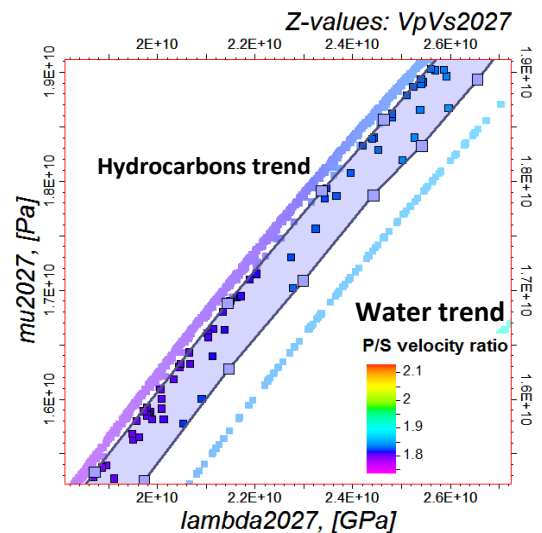 Z-values: VpVs2027
2E+10 2.2E+10 2.4E+10 2.6E+10
1.9E+10 1.9E+10
Hydrocarbons trend
1.8E+10 1.8E+10
mu2027, [Pa]
1.7E+10 1.7E+10
Water trend
P/S velocity ratio
2.1
2.0
1.9
1.8
1.6E+10 1.6E+10
2E+10 2.2E+10 2.4E+10 2.6E+10
lambda2027, [GPa]